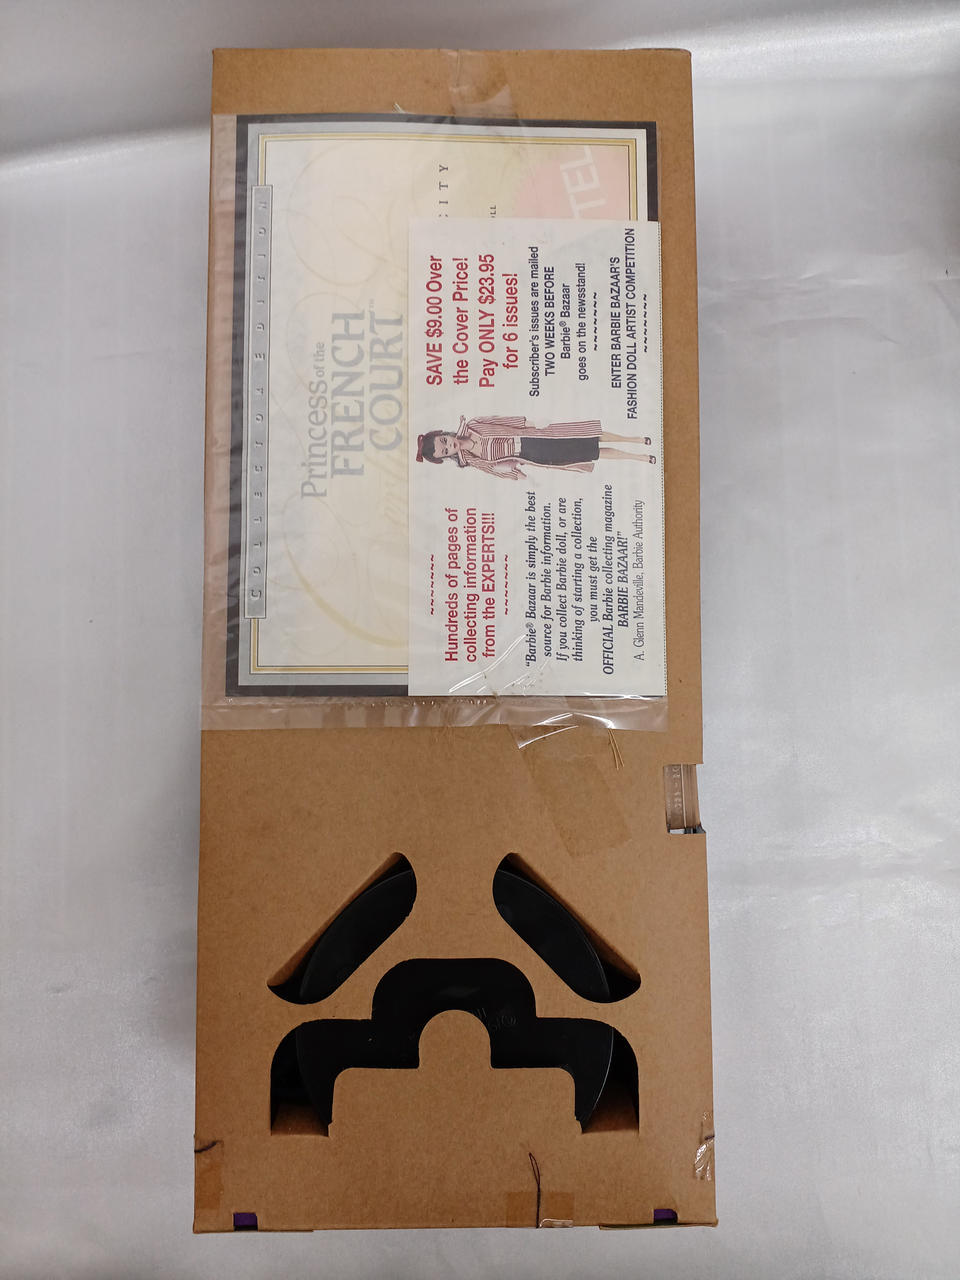 COLLECTOR EDITION
Princess of the
FRENCH
COURT™
CITY
LL
TEL
SAVE $9.00 Over
the Cover Price!
Pay ONLY $23.95
for 6 issues!
Subscriber's issues are mailed
TWO WEEKS BEFORE
Barbie® Bazaar
goes on the newsstand!
~~~~~~~
ENTER BARBIE BAZAAR'S
FASHION DOLL ARTIST COMPETITION
~~~~~~~
~~~~~~~
Hundreds of pages of
collecting information
from the EXPERTS!!!
~~~~~~~
"Barbie® Bazaar is simply the best
source for Barbie information.
If you collect Barbie doll, or are
thinking of starting a collection,
you must get the
OFFICIAL Barbie collecting magazine
BARBIE BAZAAR!"
A. Glenn Mandeville, Barbie Authority